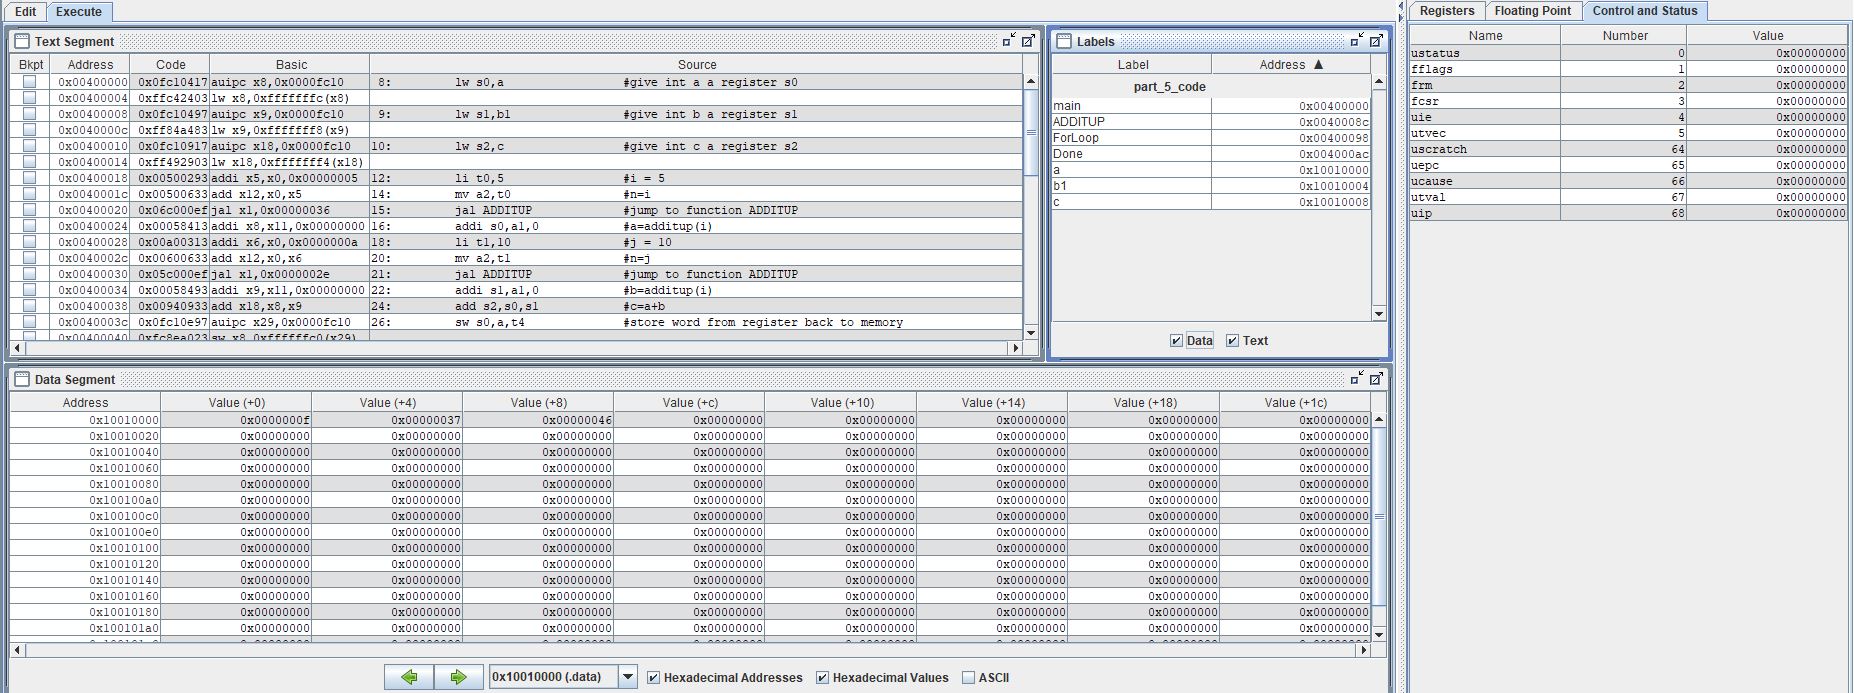 Edit Execute
Text Segment
Bkpt Address Code Basic Source
0x00400000 0x0fc10417 auipc x8,0x0000fc10 8: lw s0,a #give int a a register s0
0x00400004 0xffc42403 lw x8,0xfffffffc(x8)
0x00400008 0x0fc10497 auipc x9,0x0000fc10 9: lw s1,b1 #give int b a register s1
0x0040000c 0xff84a483 lw x9,0xfffffff8(x9)
0x00400010 0x0fc10917 auipc x18,0x0000fc10 10: lw s2,c #give int c a register s2
0x00400014 0xff492903 lw x18,0xfffffff4(x18)
0x00400018 0x00500293 addi x5,x0,0x00000005 12: li t0,5 #i = 5
0x0040001c 0x00500633 add x12,x0,x5 14: mv a2,t0 #n=i
0x00400020 0x06c000ef jal x1,0x00000036 15: jal ADDITUP #jump to function ADDITUP
0x00400024 0x00058413 addi x8,x11,0x00000000 16: addi s0,a1,0 #a=additup(i)
0x00400028 0x00a00313 addi x6,x0,0x0000000a 18: li t1,10 #j = 10
0x0040002c 0x00600633 add x12,x0,x6 20: mv a2,t1 #n=j
0x00400030 0x05c000ef jal x1,0x0000002e 21: jal ADDITUP #jump to function ADDITUP
0x00400034 0x00058493 addi x9,x11,0x00000000 22: addi s1,a1,0 #b=additup(i)
0x00400038 0x00940933 add x18,x8,x9 24: add s2,s0,s1 #c=a+b
0x0040003c 0x0fc10e97 auipc x29,0x0000fc10 26: sw s0,a,t4 #store word from register back to memory
0x00400040 0xfc8ea023 sw x8,0xffffffc0(x29)
Labels
Label Address ▲
part_5_code
main 0x00400000
ADDITUP 0x0040008c
ForLoop 0x00400098
Done 0x004000ac
a 0x10010000
b1 0x10010004
c 0x10010008
Data Text
Data Segment
Address Value (+0) Value (+4) Value (+8) Value (+c) Value (+10) Value (+14) Value (+18) Value (+1c)
0x10010000 0x0000000f 0x00000037 0x00000046 0x00000000 0x00000000 0x00000000 0x00000000 0x00000000
0x10010020 0x00000000 0x00000000 0x00000000 0x00000000 0x00000000 0x00000000 0x00000000 0x00000000
0x10010040 0x00000000 0x00000000 0x00000000 0x00000000 0x00000000 0x00000000 0x00000000 0x00000000
0x10010060 0x00000000 0x00000000 0x00000000 0x00000000 0x00000000 0x00000000 0x00000000 0x00000000
0x10010080 0x00000000 0x00000000 0x00000000 0x00000000 0x00000000 0x00000000 0x00000000 0x00000000
0x100100a0 0x00000000 0x00000000 0x00000000 0x00000000 0x00000000 0x00000000 0x00000000 0x00000000
0x100100c0 0x00000000 0x00000000 0x00000000 0x00000000 0x00000000 0x00000000 0x00000000 0x00000000
0x100100e0 0x00000000 0x00000000 0x00000000 0x00000000 0x00000000 0x00000000 0x00000000 0x00000000
0x10010100 0x00000000 0x00000000 0x00000000 0x00000000 0x00000000 0x00000000 0x00000000 0x00000000
0x10010120 0x00000000 0x00000000 0x00000000 0x00000000 0x00000000 0x00000000 0x00000000 0x00000000
0x10010140 0x00000000 0x00000000 0x00000000 0x00000000 0x00000000 0x00000000 0x00000000 0x00000000
0x10010160 0x00000000 0x00000000 0x00000000 0x00000000 0x00000000 0x00000000 0x00000000 0x00000000
0x10010180 0x00000000 0x00000000 0x00000000 0x00000000 0x00000000 0x00000000 0x00000000 0x00000000
0x100101a0 0x00000000 0x00000000 0x00000000 0x00000000 0x00000000 0x00000000 0x00000000 0x00000000
0x10010000 (.data) Hexadecimal Addresses Hexadecimal Values ASCII
Registers Floating Point Control and Status
Name Number Value
ustatus 0 0x00000000
fflags 1 0x00000000
frm 2 0x00000000
fcsr 3 0x00000000
uie 4 0x00000000
utvec 5 0x00000000
uscratch 64 0x00000000
uepc 65 0x00000000
ucause 66 0x00000000
utval 67 0x00000000
uip 68 0x00000000